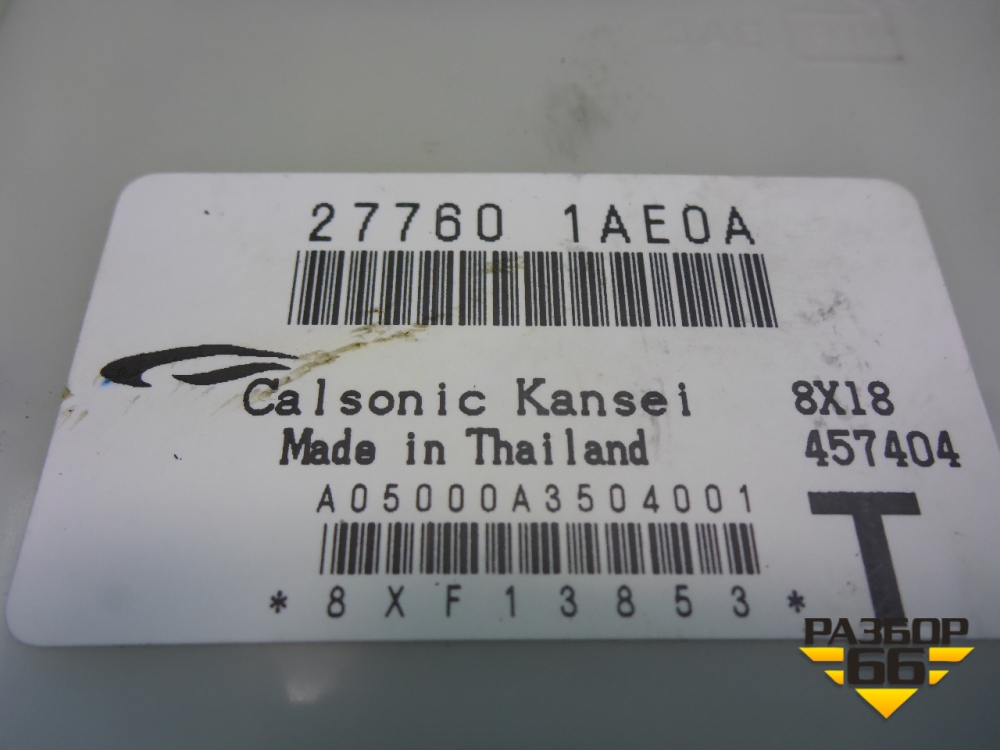 27760 1AE0A
Calsonic Kansei 8X18
Made in Thailand 457404
A05000A3504001
T
*8XF13853*
РАЗБОР
66